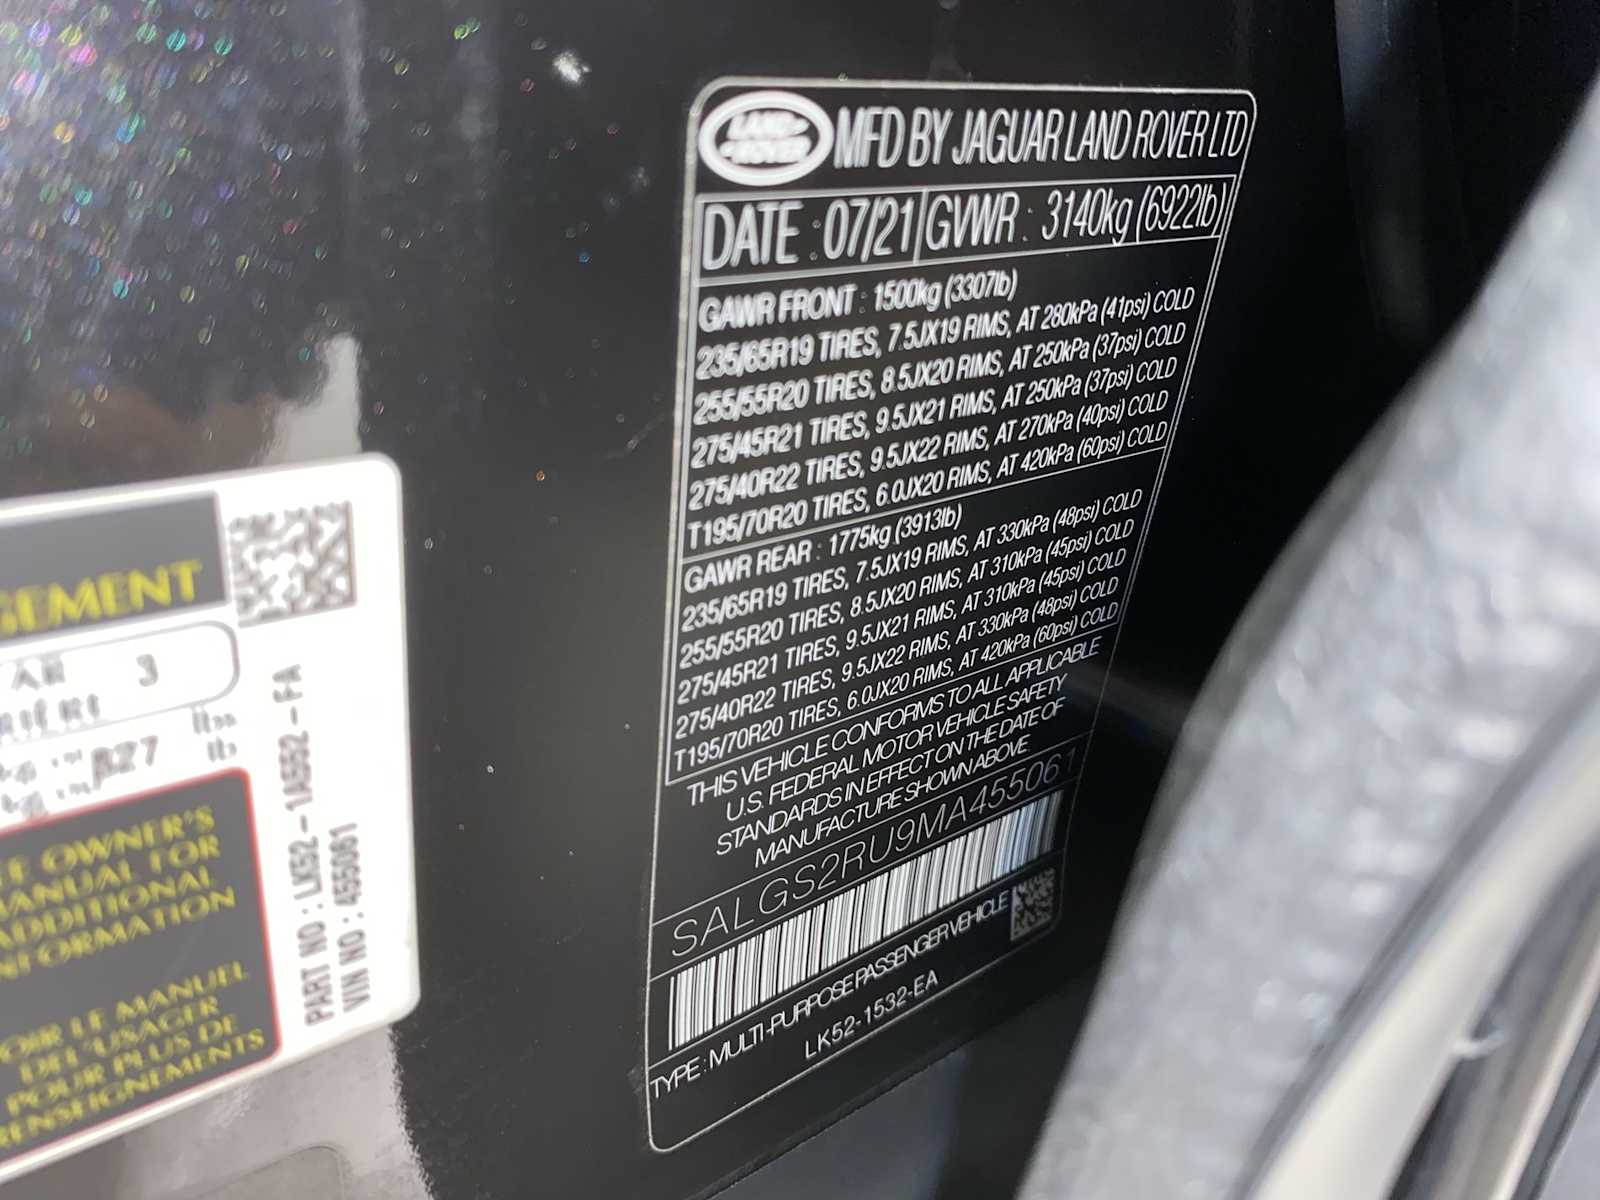 LAND ROVER
MFD BY JAGUAR LAND ROVER LTD
DATE : 07/21 GVWR : 3140kg (6922lb)
GAWR FRONT : 1500kg (3307lb)
235/65R19 TIRES, 7.5JX19 RIMS, AT 280kPa (41psi) COLD
255/55R20 TIRES, 8.5JX20 RIMS, AT 250kPa (37psi) COLD
275/45R21 TIRES, 9.5JX21 RIMS, AT 250kPa (37psi) COLD
275/40R22 TIRES, 9.5JX22 RIMS, AT 270kPa (40psi) COLD
T195/70R20 TIRES, 6.0JX20 RIMS, AT 420kPa (60psi) COLD
GAWR REAR : 1775kg (3913lb)
235/65R19 TIRES, 7.5JX19 RIMS, AT 330kPa (48psi) COLD
255/55R20 TIRES, 8.5JX20 RIMS, AT 310kPa (45psi) COLD
275/45R21 TIRES, 9.5JX21 RIMS, AT 310kPa (45psi) COLD
275/40R22 TIRES, 9.5JX22 RIMS, AT 330kPa (48psi) COLD
T195/70R20 TIRES, 6.0JX20 RIMS, AT 420kPa (60psi) COLD
THIS VEHICLE CONFORMS TO ALL APPLICABLE
U.S. FEDERAL MOTOR VEHICLE SAFETY
STANDARDS IN EFFECT ON THE DATE OF
MANUFACTURE SHOWN ABOVE
SALGS2RU9MA455061
TYPE : MULTI-PURPOSE PASSENGER VEHICLE
LK52-1532-EA
GEMENT
3
827 lb
OWNER'S
MANUAL FOR
ADDITIONAL
INFORMATION
VOIR LE MANUEL
DE L'USAGER
POUR PLUS DE
RENSEIGNEMENTS
PART NO : LK52-1A552-FA
VIN NO : 455061